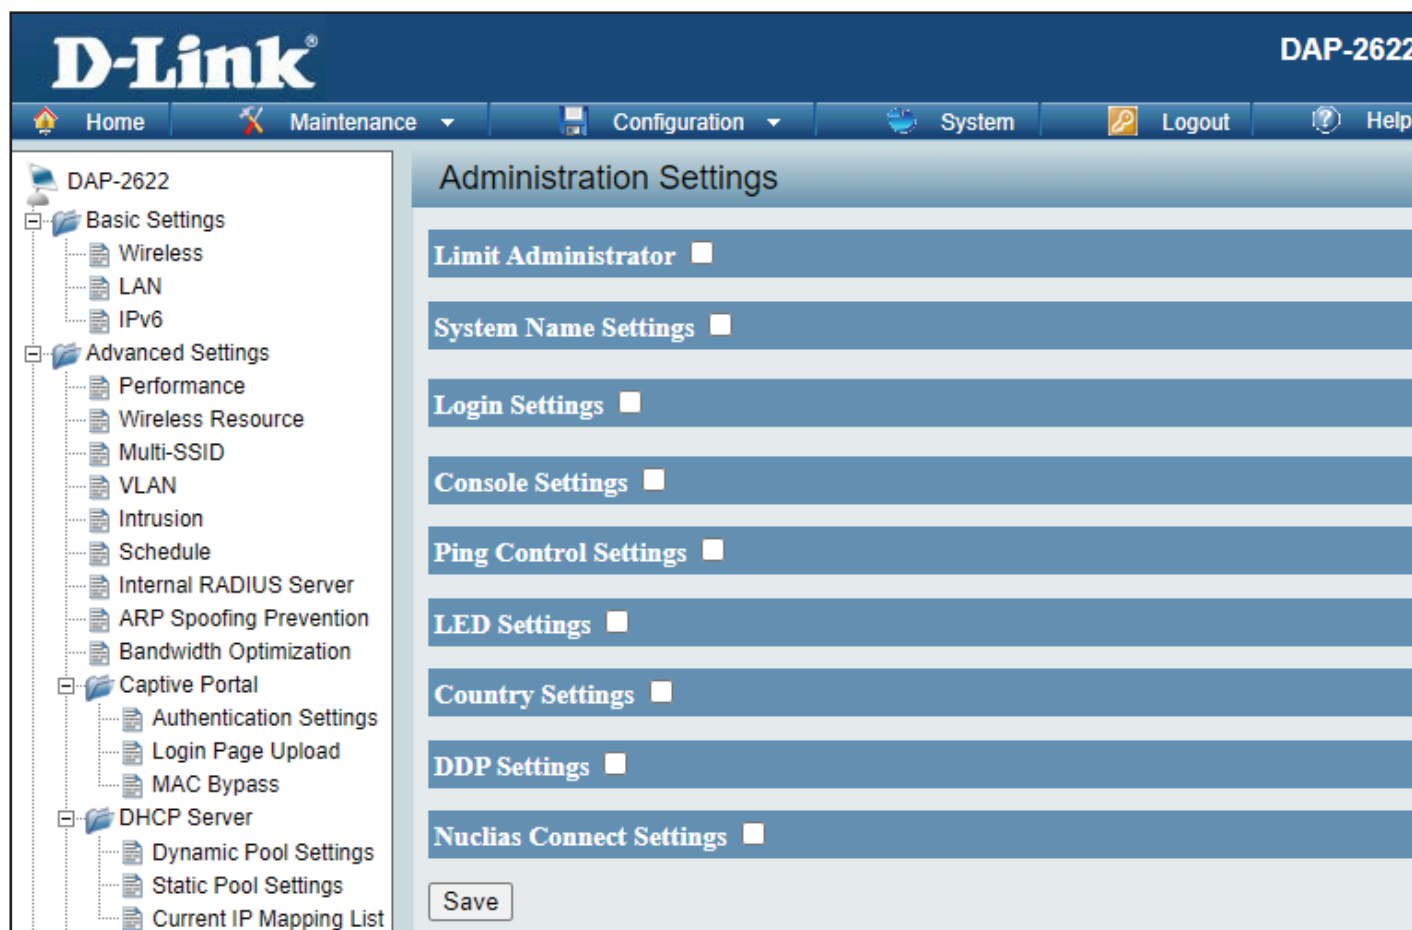 D-Link®
DAP-2622
Home Maintenance Configuration System Logout Help
DAP-2622
Basic Settings
Wireless
LAN
IPv6
Advanced Settings
Performance
Wireless Resource
Multi-SSID
VLAN
Intrusion
Schedule
Internal RADIUS Server
ARP Spoofing Prevention
Bandwidth Optimization
Captive Portal
Authentication Settings
Login Page Upload
MAC Bypass
DHCP Server
Dynamic Pool Settings
Static Pool Settings
Current IP Mapping List
Administration Settings
Limit Administrator
System Name Settings
Login Settings
Console Settings
Ping Control Settings
LED Settings
Country Settings
DDP Settings
Nuclias Connect Settings
Save